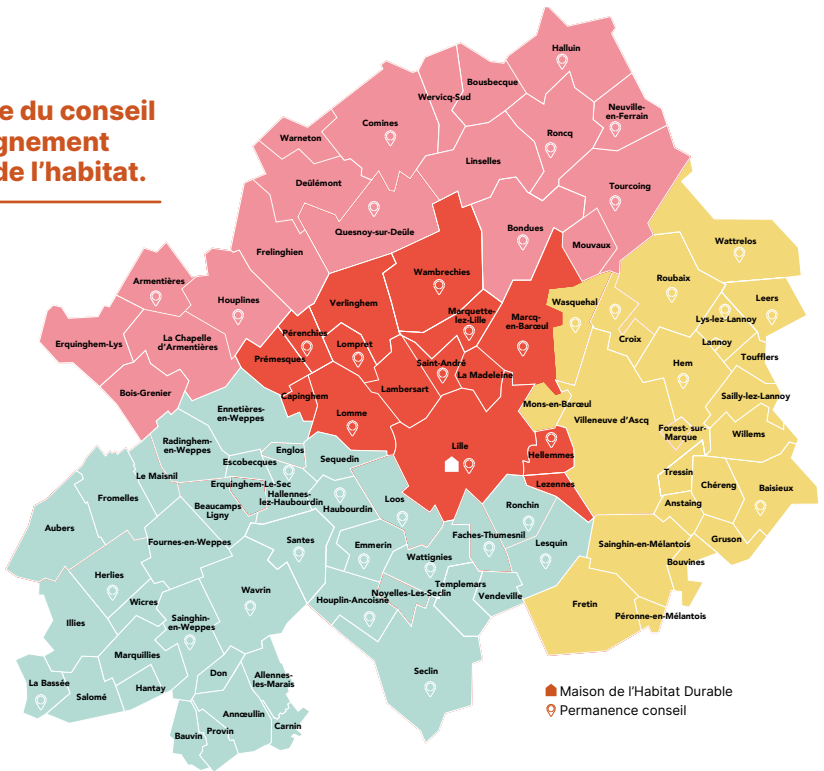 e du conseil
gnement
de l'habitat.
Halluin
Bousbecque
Wervicq-Sud
Neuville-
en-Ferrain
Comines
Roncq
Warneton
Linselles
Deûlémont
Tourcoing
Quesnoy-sur-Deûle
Bondues
Mouvaux
Frelinghien
Wattrelos
Wambrechies
Roubaix
Armentières
Houplines
Verlinghem
Wasquehal
Leers
Marquette-
lez-Lille
Marcq-
en-Barœul
Lys-lez-Lannoy
Pérenchies
Erquinghem-Lys
La Chapelle
d'Armentières
Lompret
Croix
Lannoy
Prémesques
Saint-André
Hem
Toufflers
La Madeleine
Bois-Grenier
Capinghem
Lambersart
Sailly-lez-Lannoy
Ennetières-
en-Weppes
Lomme
Mons-en-Barœul
Villeneuve d'Ascq
Forest- sur-
Marque
Willems
Radinghem-
en-Weppes
Lille
Englos
Sequedin
Hellemmes
Escobecques
Le Maisnil
Tressin
Erquinghem-Le-Sec
Lezennes
Chéreng
Baisieux
Fromelles
Hallennes-
lez-Haubourdin
Loos
Anstaing
Beaucamps
Ligny
Haubourdin
Ronchin
Aubers
Faches-Thumesnil
Gruson
Fournes-en-Weppes
Santes
Emmerin
Lesquin
Sainghin-en-Mélantois
Wattignies
Bouvines
Herlies
Templemars
Wavrin
Noyelles-Les-Seclin
Vendeville
Wicres
Houplin-Ancoisne
Fretin
Illies
Sainghin-
en-Weppes
Péronne-en-Mélantois
Marquillies
Seclin
Don
Allennes-
les-Marais
La Bassée
Hantay
Salomé
Annœullin
Carnin
Provin
Bauvin
Maison de l'Habitat Durable
Permanence conseil